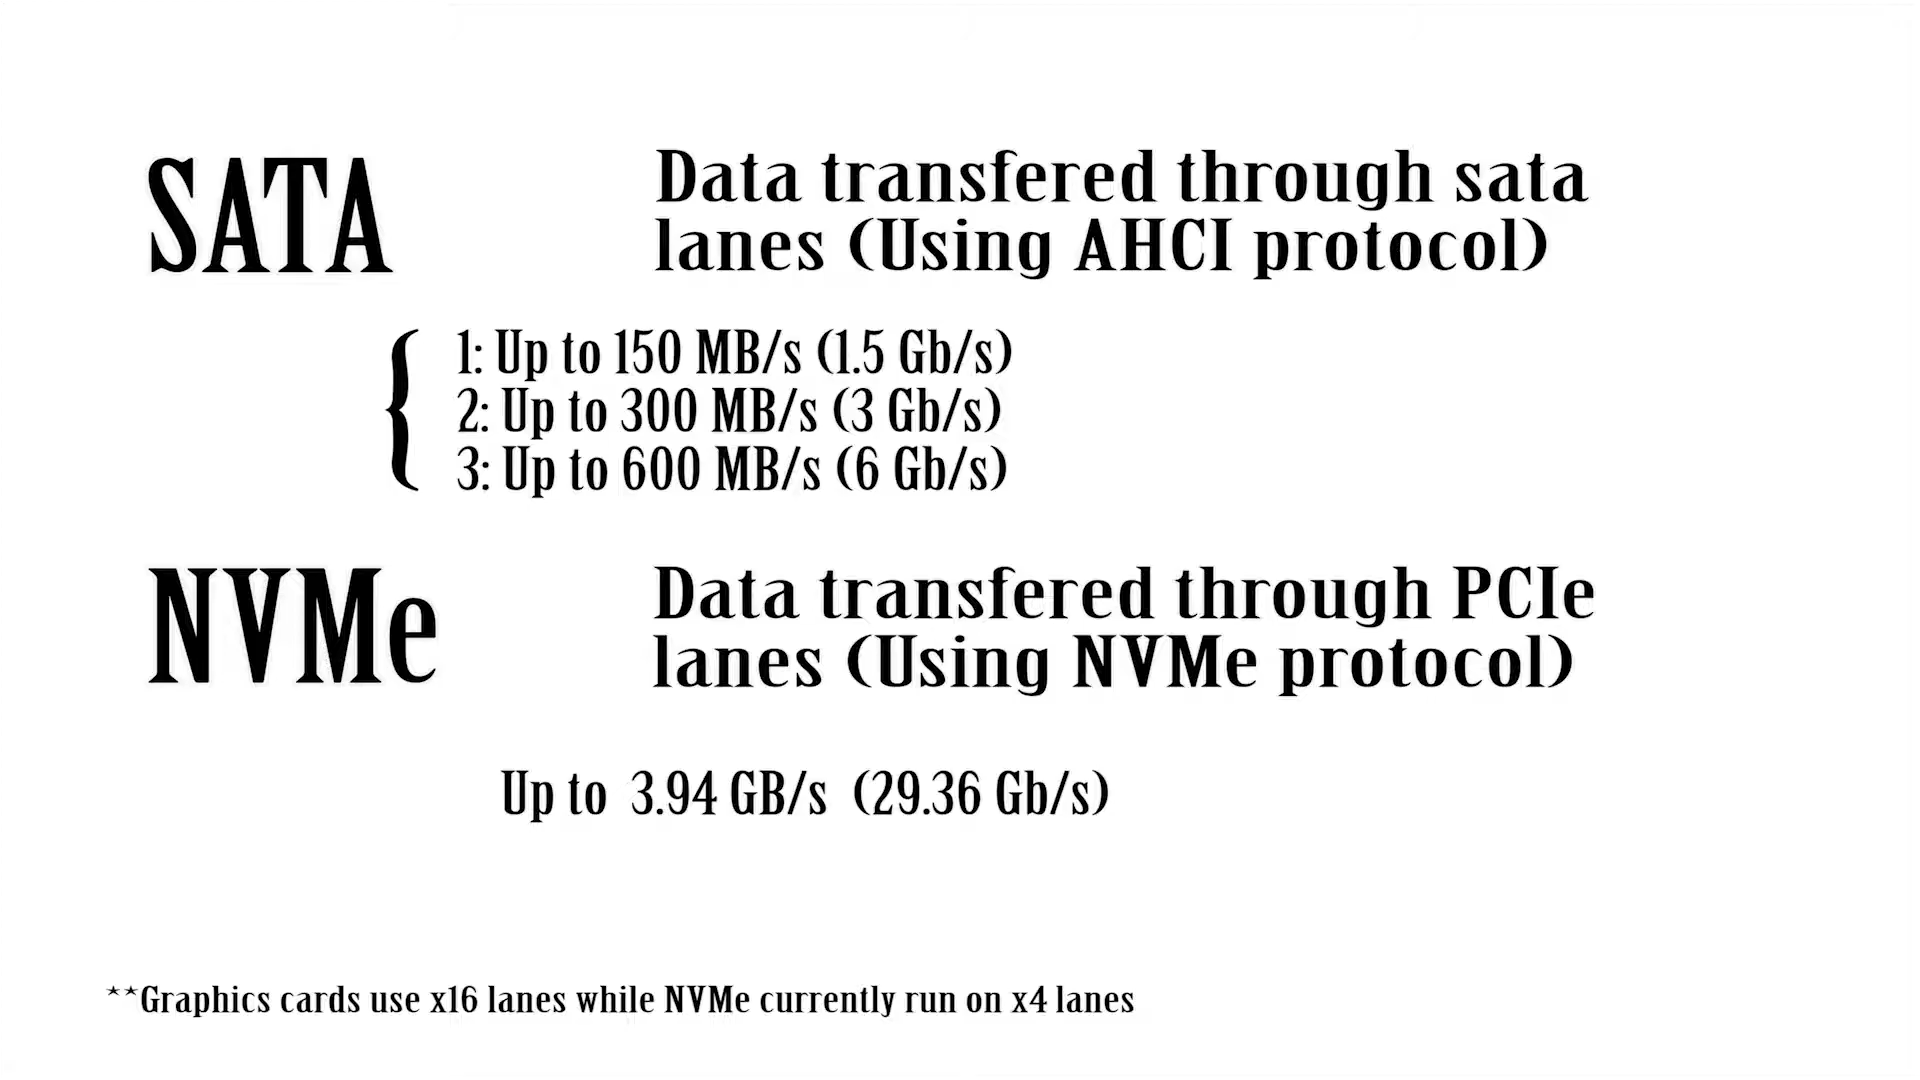 SATA
Data transfered through sata
lanes (Using AHCI protocol)
1: Up to 150 MB/s (1.5 Gb/s)
2: Up to 300 MB/s (3 Gb/s)
3: Up to 600 MB/s (6 Gb/s)
NVMe
Data transfered through PCIe
lanes (Using NVMe protocol)
Up to 3.94 GB/s (29.36 Gb/s)
**Graphics cards use x16 lanes while NVMe currently run on x4 lanes